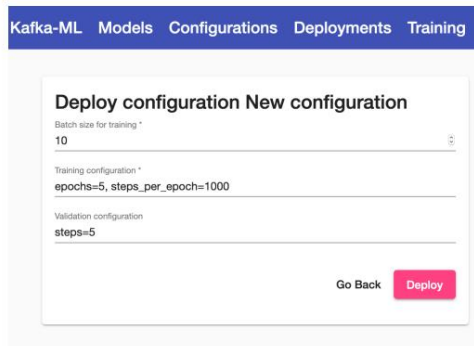 Kafka-ML Models Configurations Deployments Training
Deploy configuration New configuration
Batch size for training *
10
Training configuration *
epochs=5, steps_per_epoch=1000
Validation configuration
steps=5
Go Back Deploy